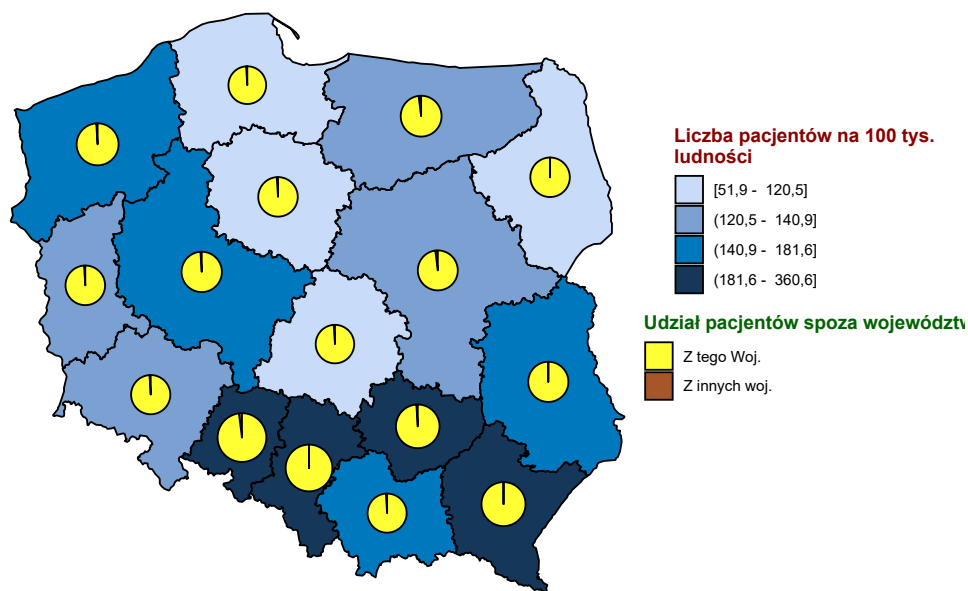 Liczba pacjentów na 100 tys.
ludności
[51,9 - 120,5]
(120,5 - 140,9]
(140,9 - 181,6]
(181,6 - 360,6]
Udział pacjentów spoza województw
Z tego Woj.
Z innych woj.